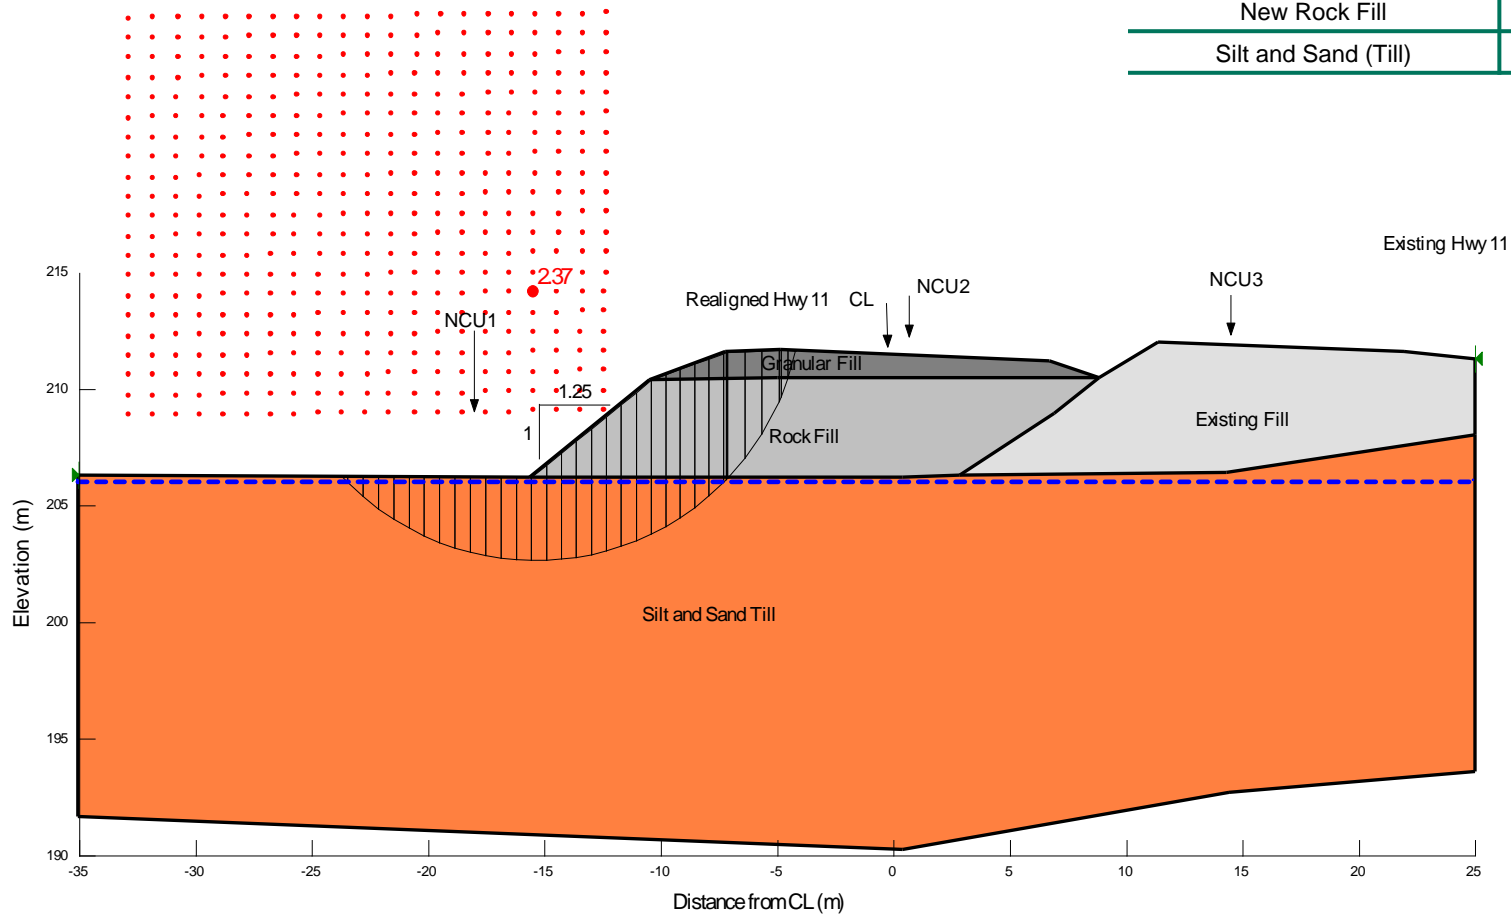 New Rock Fill
Silt and Sand (Till)
Existing Hwy 11
215
2.37
NCU1
Realigned Hwy 11
CL
NCU2
NCU3
Granular Fill
210
1.25
1
Rock Fill
Existing Fill
205
Elevation (m)
Silt and Sand Till
200
195
190
-35 -30 -25 -20 -15 -10 -5 0 5 10 15 20 25
Distance from CL (m)